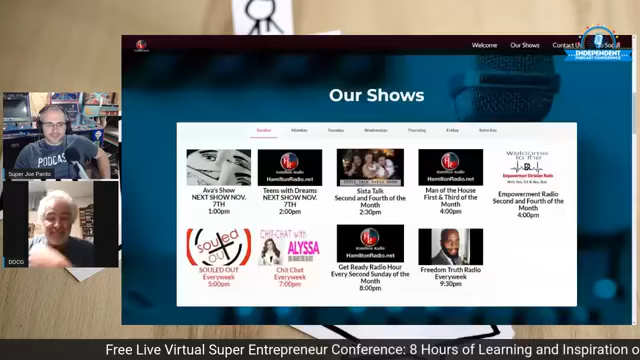 Welcome
Our Shows
Contact Us
Go Social
INDEPENDENT
PODCAST CONFERENCE
Our Shows
Sunday
Monday
Tuesday
Wednesday
Thursday
Friday
Saturday
Ava's Show
NEXT SHOW NOV.
7TH
1:00pm
HamiltonRadio.net
Teens with Dreams
NEXT SHOW NOV.
7TH
2:00pm
Sista Talk
Second and Fourth of the
Month
2:30pm
HamiltonRadio.net
Man of the House
First & Third of the
Month
4:00pm
Welcome
to the
Empowerment Radio
Second and Fourth of the
Month
4:00pm
souled
OUT
SOULED OUT
Everyweek
5:00pm
CHIT-CHAT with
ALYSSA
Chit Chat
Everyweek
7:00pm
HamiltonRadio.net
Get Ready Radio Hour
Every Second Sunday of the
Month
8:00pm
Freedom Truth Radio
Everyweek
9:30pm
PODCAST
Super Joe Pardo
DOCG
Free Live Virtual Super Entrepreneur Conference: 8 Hours of Learning and Inspiration o